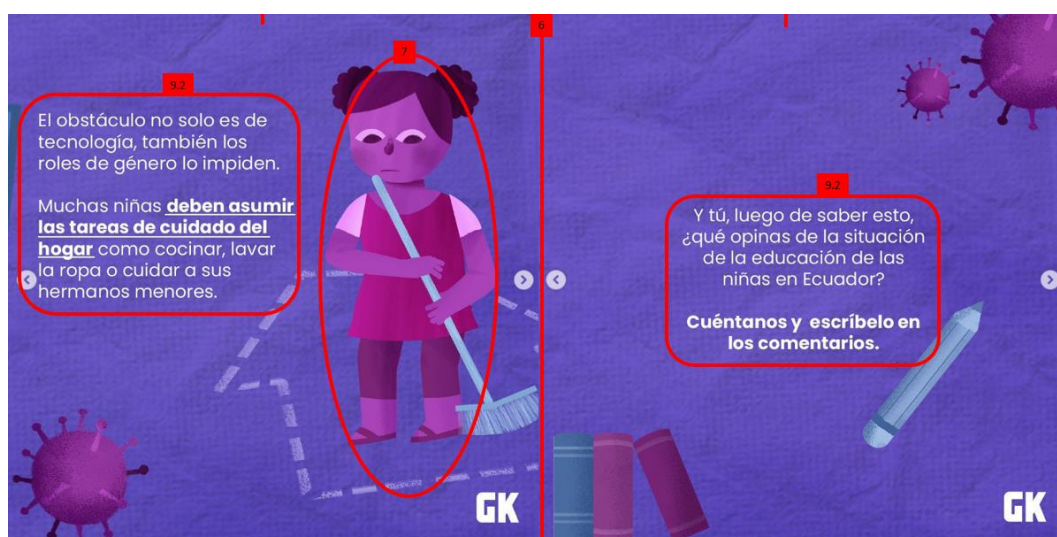 6
7
9.2
El obstáculo no solo es de
tecnología, también los
roles de género lo impiden.
Muchas niñas deben asumir
las tareas de cuidado del
hogar como cocinar, lavar
la ropa o cuidar a sus
hermanos menores.
GK
9.2
Y tú, luego de saber esto,
¿qué opinas de la situación
de la educación de las
niñas en Ecuador?
Cuéntanos y escríbelo en
los comentarios.
GK